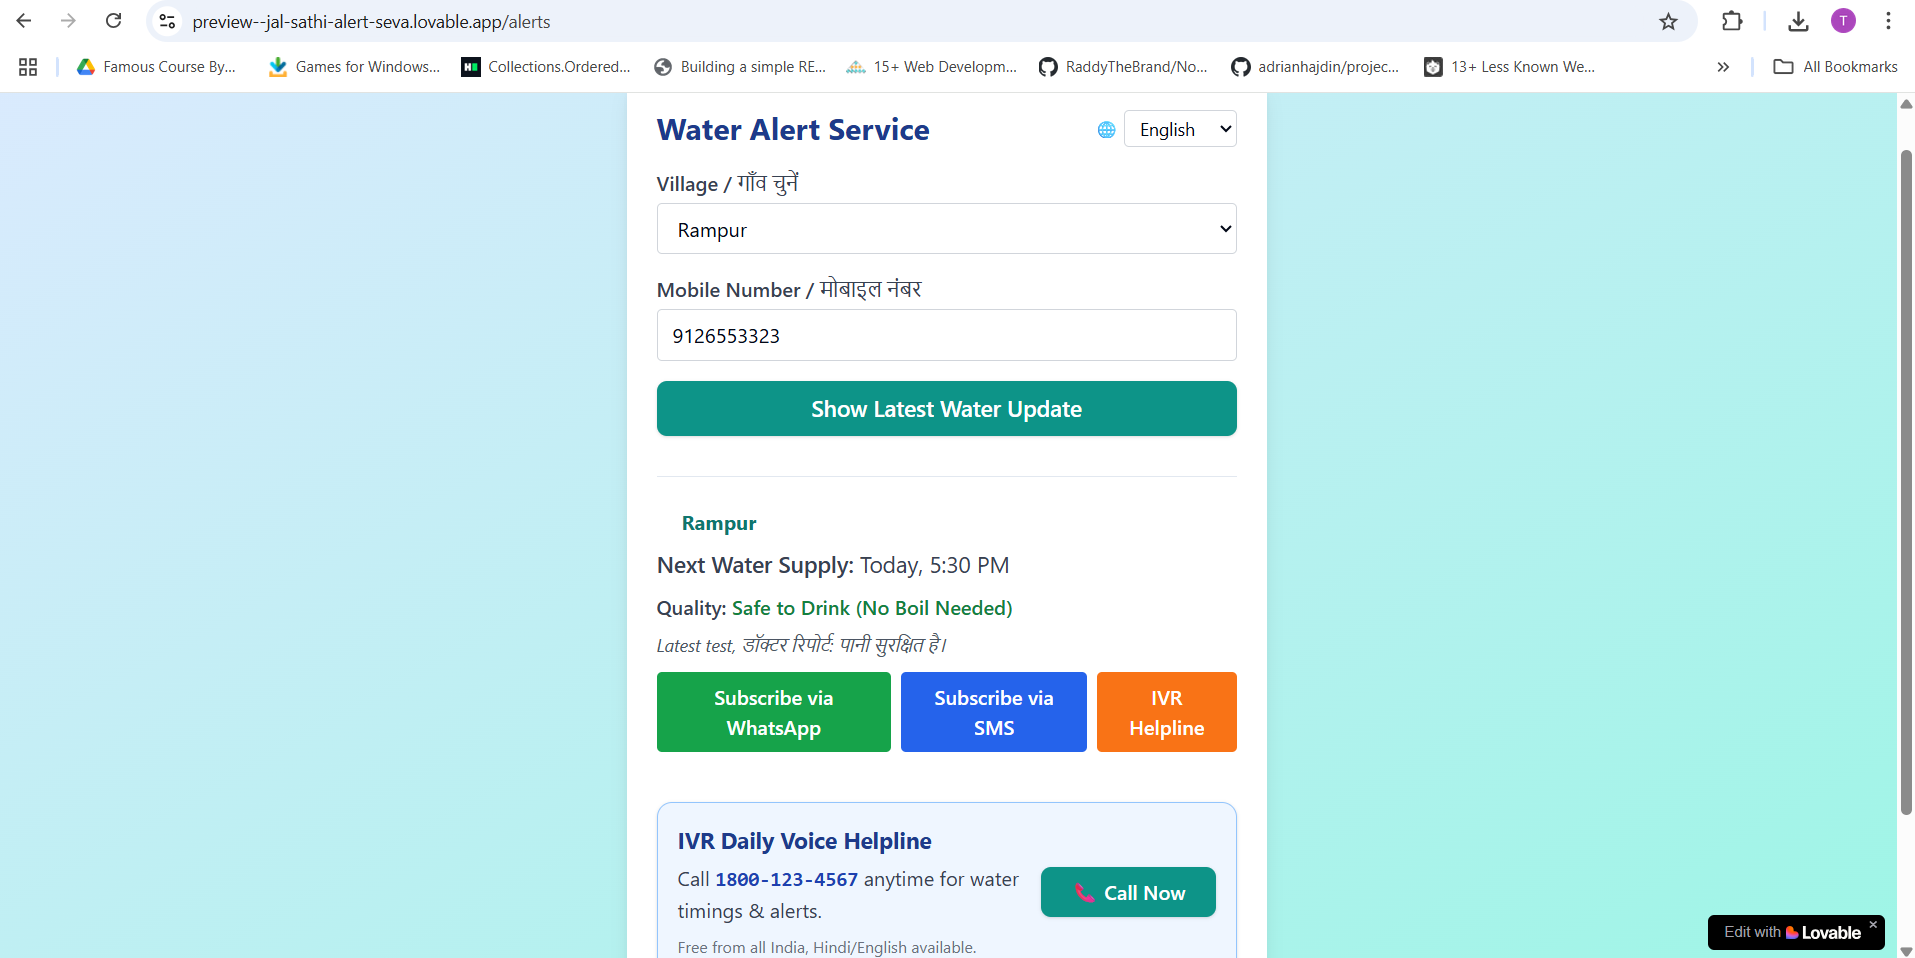 preview--jal-sathi-alert-seva.lovable.app/alerts
T
Famous Course By...
Games for Windows...
Collections.Ordered...
Building a simple RE...
15+ Web Developm...
RaddyTheBrand/No...
adrianhajdin/projec...
13+ Less Known We...
»
All Bookmarks
Water Alert Service
English
Village / गाँव चुनें
Rampur
Mobile Number / मोबाइल नंबर
9126553323
Show Latest Water Update
Rampur
Next Water Supply: Today, 5:30 PM
Quality: Safe to Drink (No Boil Needed)
Latest test, डॉक्टर रिपोर्ट: पानी सुरक्षित है।
Subscribe via
WhatsApp
Subscribe via
SMS
IVR
Helpline
IVR Daily Voice Helpline
Call 1800-123-4567 anytime for water
timings & alerts.
Call Now
Free from all India, Hindi/English available.
Edit with Lovable